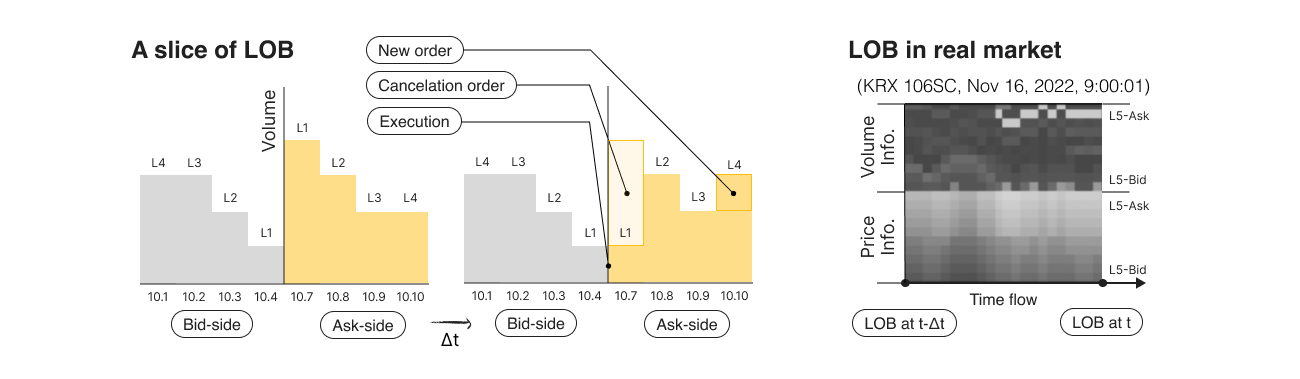 A slice of LOB
New order
Cancelation order
Execution
Volume
L4
L3
L2
L1
L1
L2
L3
L4
10.1
10.2
10.3
10.4
10.7
10.8
10.9
10.10
Bid-side
Ask-side
Δt
L4
L3
L2
L1
L1
L2
L3
L4
10.1
10.2
10.3
10.4
10.7
10.8
10.9
10.10
Bid-side
Ask-side
LOB in real market
(KRX 106SC, Nov 16, 2022, 9:00:01)
Volume
Info.
Price
Info.
L5-Ask
L5-Bid
L5-Ask
L5-Bid
Time flow
LOB at t-Δt
LOB at t